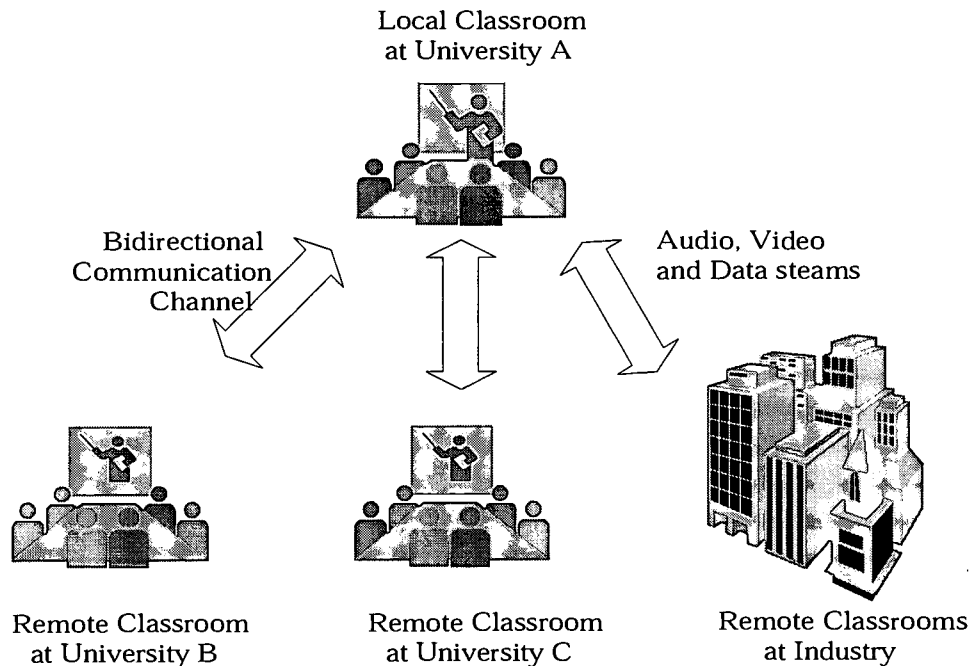 Local Classroom
at University A
Bidirectional
Communication
Channel
Audio, Video
and Data steams
Remote Classroom
at University B
Remote Classroom
at University C
Remote Classrooms
at Industry